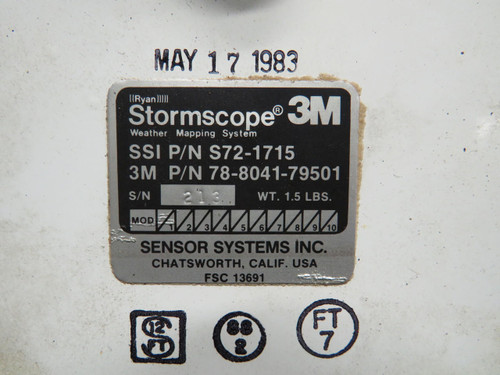 MAY 17 1983
||Ryan|||||
Stormscope® 3M
Weather Mapping System
SSI P/N S72-1715
3M P/N 78-8041-79501
S/N 213 WT. 1.5 LBS.
MOD 1 2 3 4 5 6 7 8 9 10
SENSOR SYSTEMS INC.
CHATSWORTH, CALIF. USA
FSC 13691
12 SS FT
FT 2 7